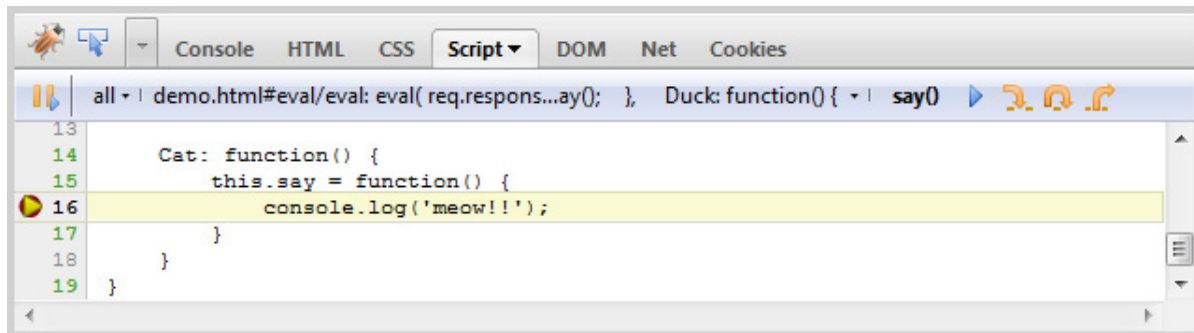 Console HTML CSS Script DOM Net Cookies
all demo.html#eval/eval: eval( req.respons...ay(); }, Duck: function() { say()
13
14 Cat: function() {
15 this.say = function() {
16 console.log('meow!!');
17 }
18 }
19 }